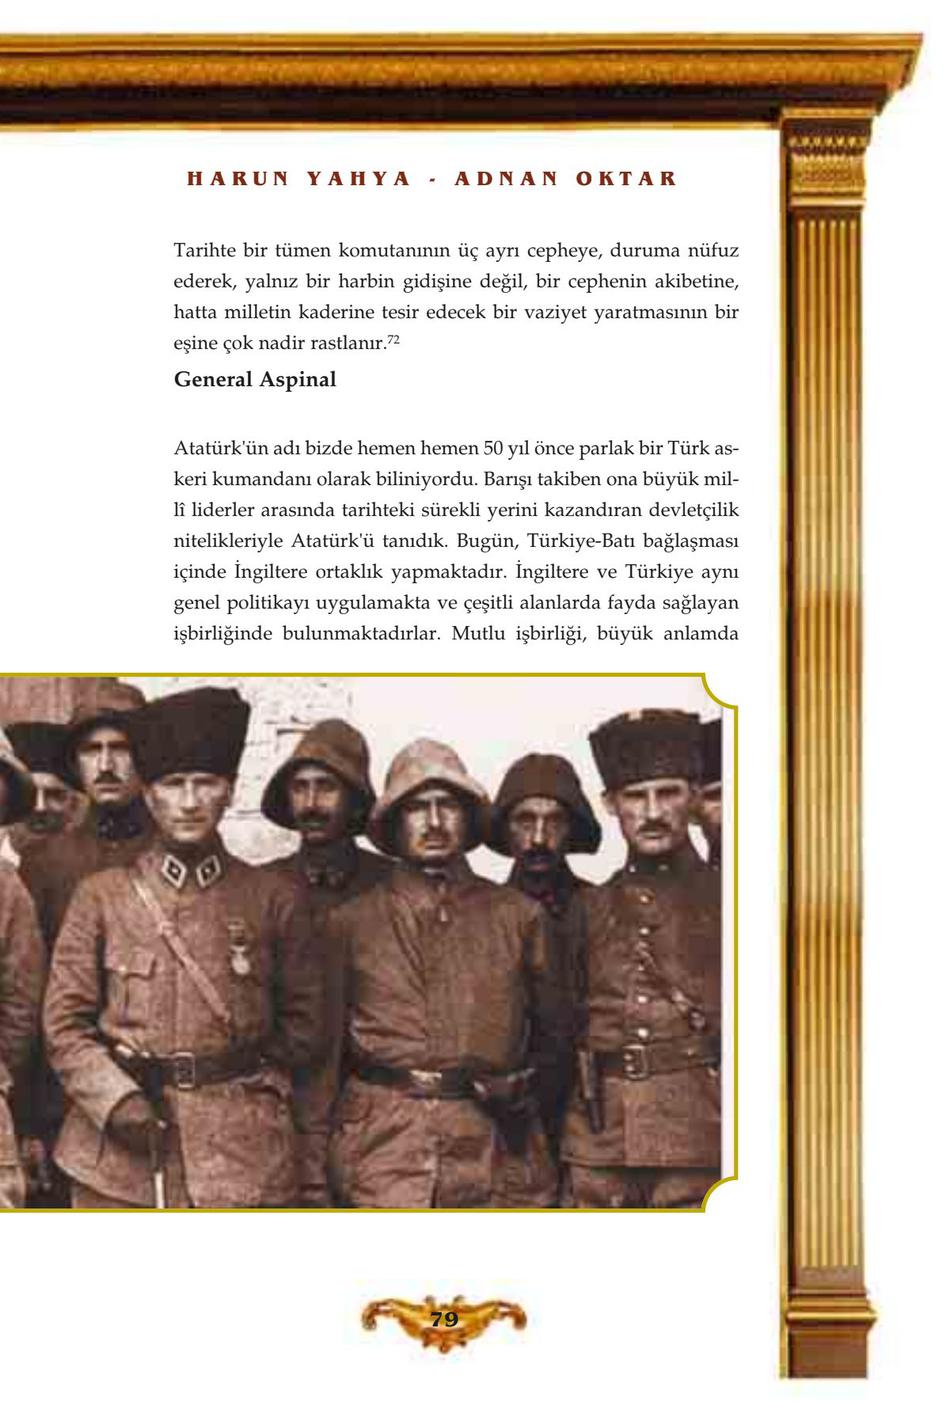 HARUN YAHYA - ADNAN OKTAR
Tarihte bir tümen komutanının üç ayrı cepheye, duruma nüfuz
ederek, yalnız bir harbin gidişine değil, bir cephenin akibetine,
hatta milletin kaderine tesir edecek bir vaziyet yaratmasının bir
eşine çok nadir rastlanır.72
General Aspinal
Atatürk'ün adı bizde hemen hemen 50 yıl önce parlak bir Türk as-
keri kumandanı olarak biliniyordu. Barışı takiben ona büyük mil-
lî liderler arasında tarihteki sürekli yerini kazandıran devletçilik
nitelikleriyle Atatürk'ü tanıdık. Bugün, Türkiye-Batı bağlaşması
içinde İngiltere ortaklık yapmaktadır. İngiltere ve Türkiye aynı
genel politikayı uygulamakta ve çeşitli alanlarda fayda sağlayan
işbirliğinde bulunmaktadırlar. Mutlu işbirliği, büyük anlamda
79